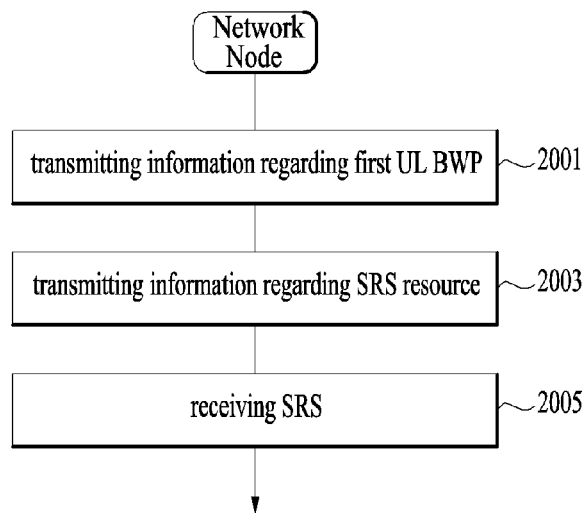 Network
Node
transmitting information regarding first UL BWP
2001
transmitting information regarding SRS resource
2003
receiving SRS
2005